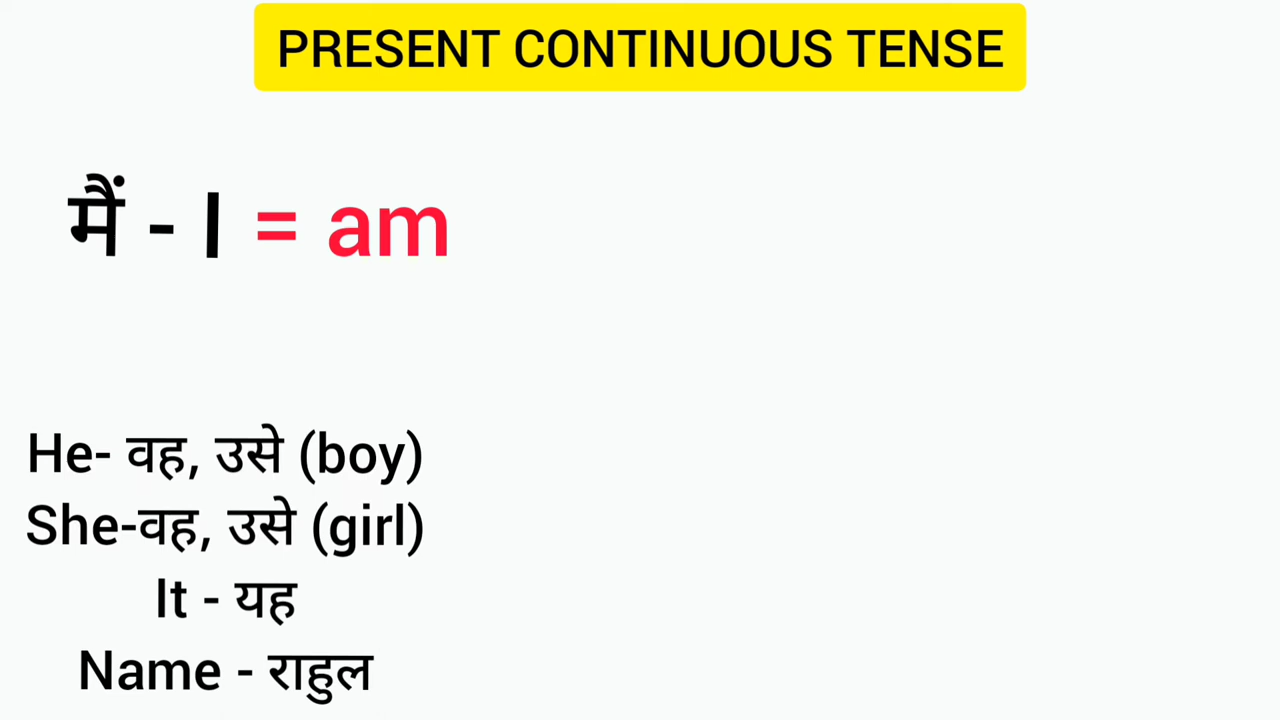 PRESENT CONTINUOUS TENSE
मैं - I = am
He- वह, उसे (boy)
She-वह, उसे (girl)
It - यह
Name - राहुल